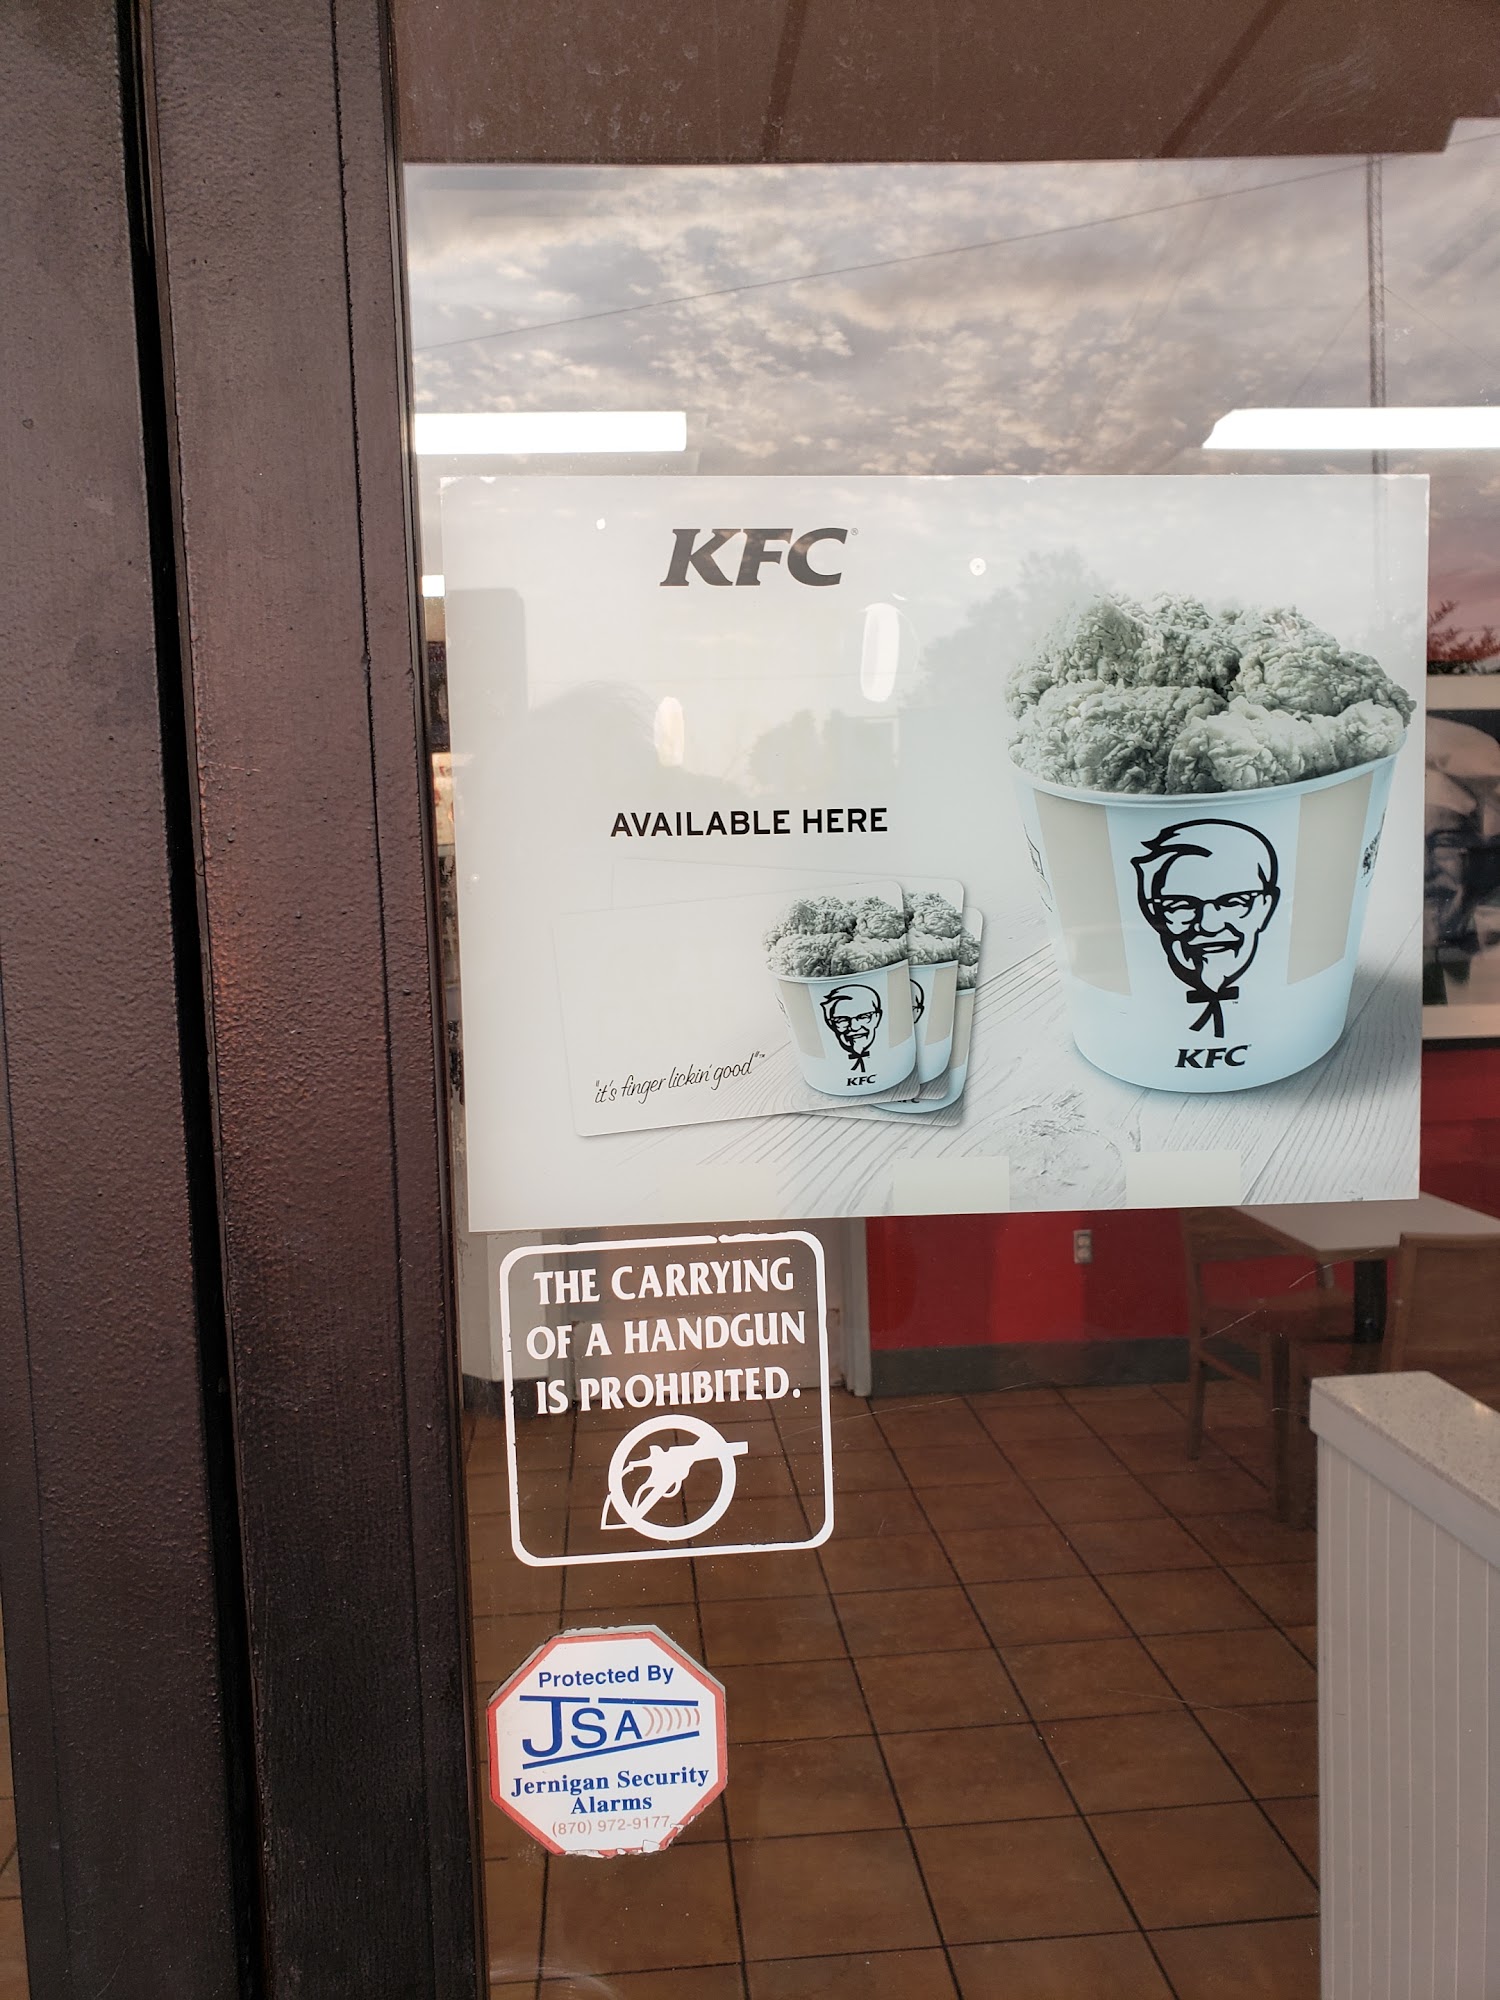 KFC®
AVAILABLE HERE
"it's finger lickin' good"™
KFC
KFC
THE CARRYING
OF A HANDGUN
IS PROHIBITED.
Protected By
JSA
Jernigan Security
Alarms
(870) 972-9177